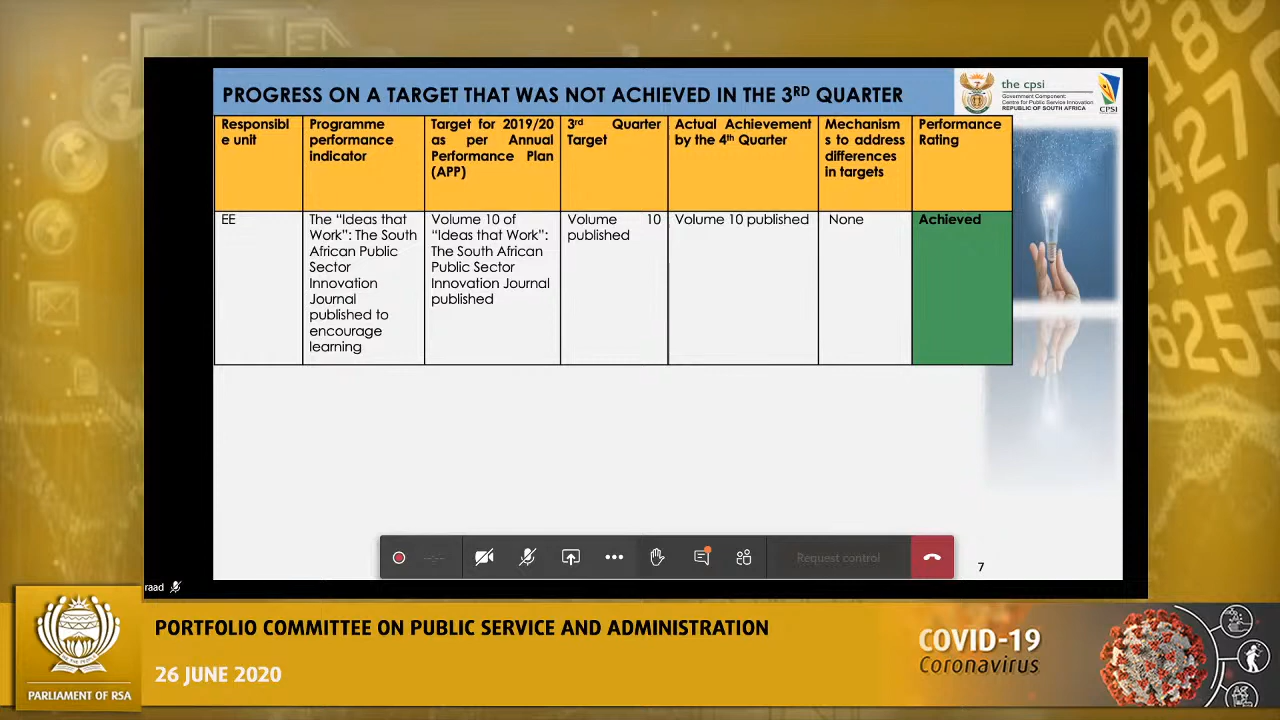 PROGRESS ON A TARGET THAT WAS NOT ACHIEVED IN THE 3RD QUARTER
the cpsi
Government Component:
Centre for Public Service Innovation
REPUBLIC OF SOUTH AFRICA
CPSI
Responsibl
e unit
Programme
performance
indicator
Target for 2019/20
as per Annual
Performance Plan
(APP)
3rd Quarter
Target
Actual Achievement
by the 4th Quarter
Mechanism
s to address
differences
in targets
Performance
Rating
EE
The “Ideas that
Work”: The South
African Public
Sector
Innovation
Journal
published to
encourage
learning
Volume 10 of
“Ideas that Work”:
The South African
Public Sector
Innovation Journal
published
Volume 10
published
Volume 10 published
None
Achieved
Request control
7
raad
PORTFOLIO COMMITTEE ON PUBLIC SERVICE AND ADMINISTRATION
26 JUNE 2020
PARLIAMENT OF RSA
COVID-19
Coronavirus